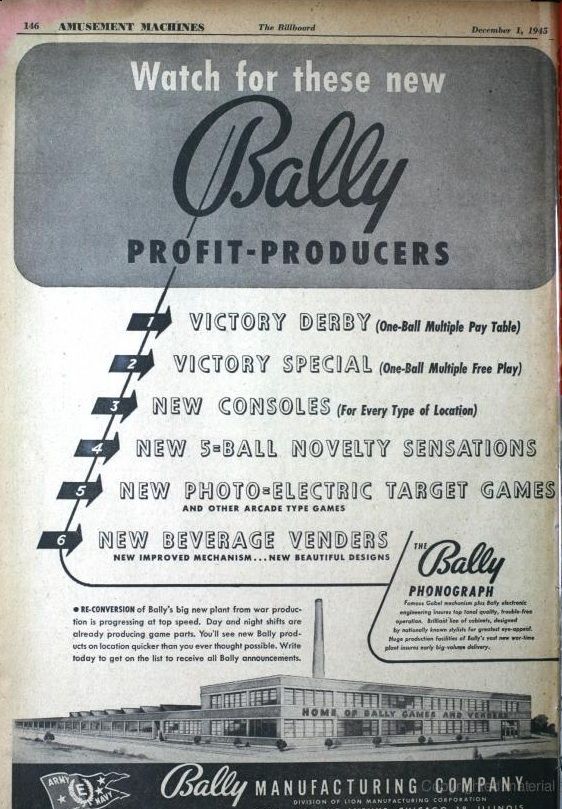 146 AMUSEMENT MACHINES The Billboard December 1, 1945
Watch for these new
Bally
PROFIT-PRODUCERS
1 VICTORY DERBY (One-Ball Multiple Pay Table)
2 VICTORY SPECIAL (One-Ball Multiple Free Play)
3 NEW CONSOLES (For Every Type of Location)
4 NEW 5=BALL NOVELTY SENSATIONS
5 NEW PHOTO=ELECTRIC TARGET GAMES
AND OTHER ARCADE TYPE GAMES
6 NEW BEVERAGE VENDERS
NEW IMPROVED MECHANISM...NEW BEAUTIFUL DESIGNS
THE Bally
PHONOGRAPH
Famous Gabel mechanism plus Bally electronic
engineering insures top tonal quality, trouble-free
operation. Brilliant line of cabinets, designed
by nationally known stylists for greatest eye-appeal.
Huge production facilities of Bally's vast new war-time
plant insures early big-volume delivery.
● RE-CONVERSION of Bally's big new plant from war produc-
tion is progressing at top speed. Day and night shifts are
already producing game parts. You'll see new Bally prod-
ucts on location quicker than you ever thought possible. Write
today to get on the list to receive all Bally announcements.
HOME OF BALLY GAMES AND VENDERS
ARMY E NAVY
Bally MANUFACTURING COMPANY
DIVISION OF LION MANUFACTURING CORPORATION
CHICAGO 18, ILLINOIS
Copyrighted material